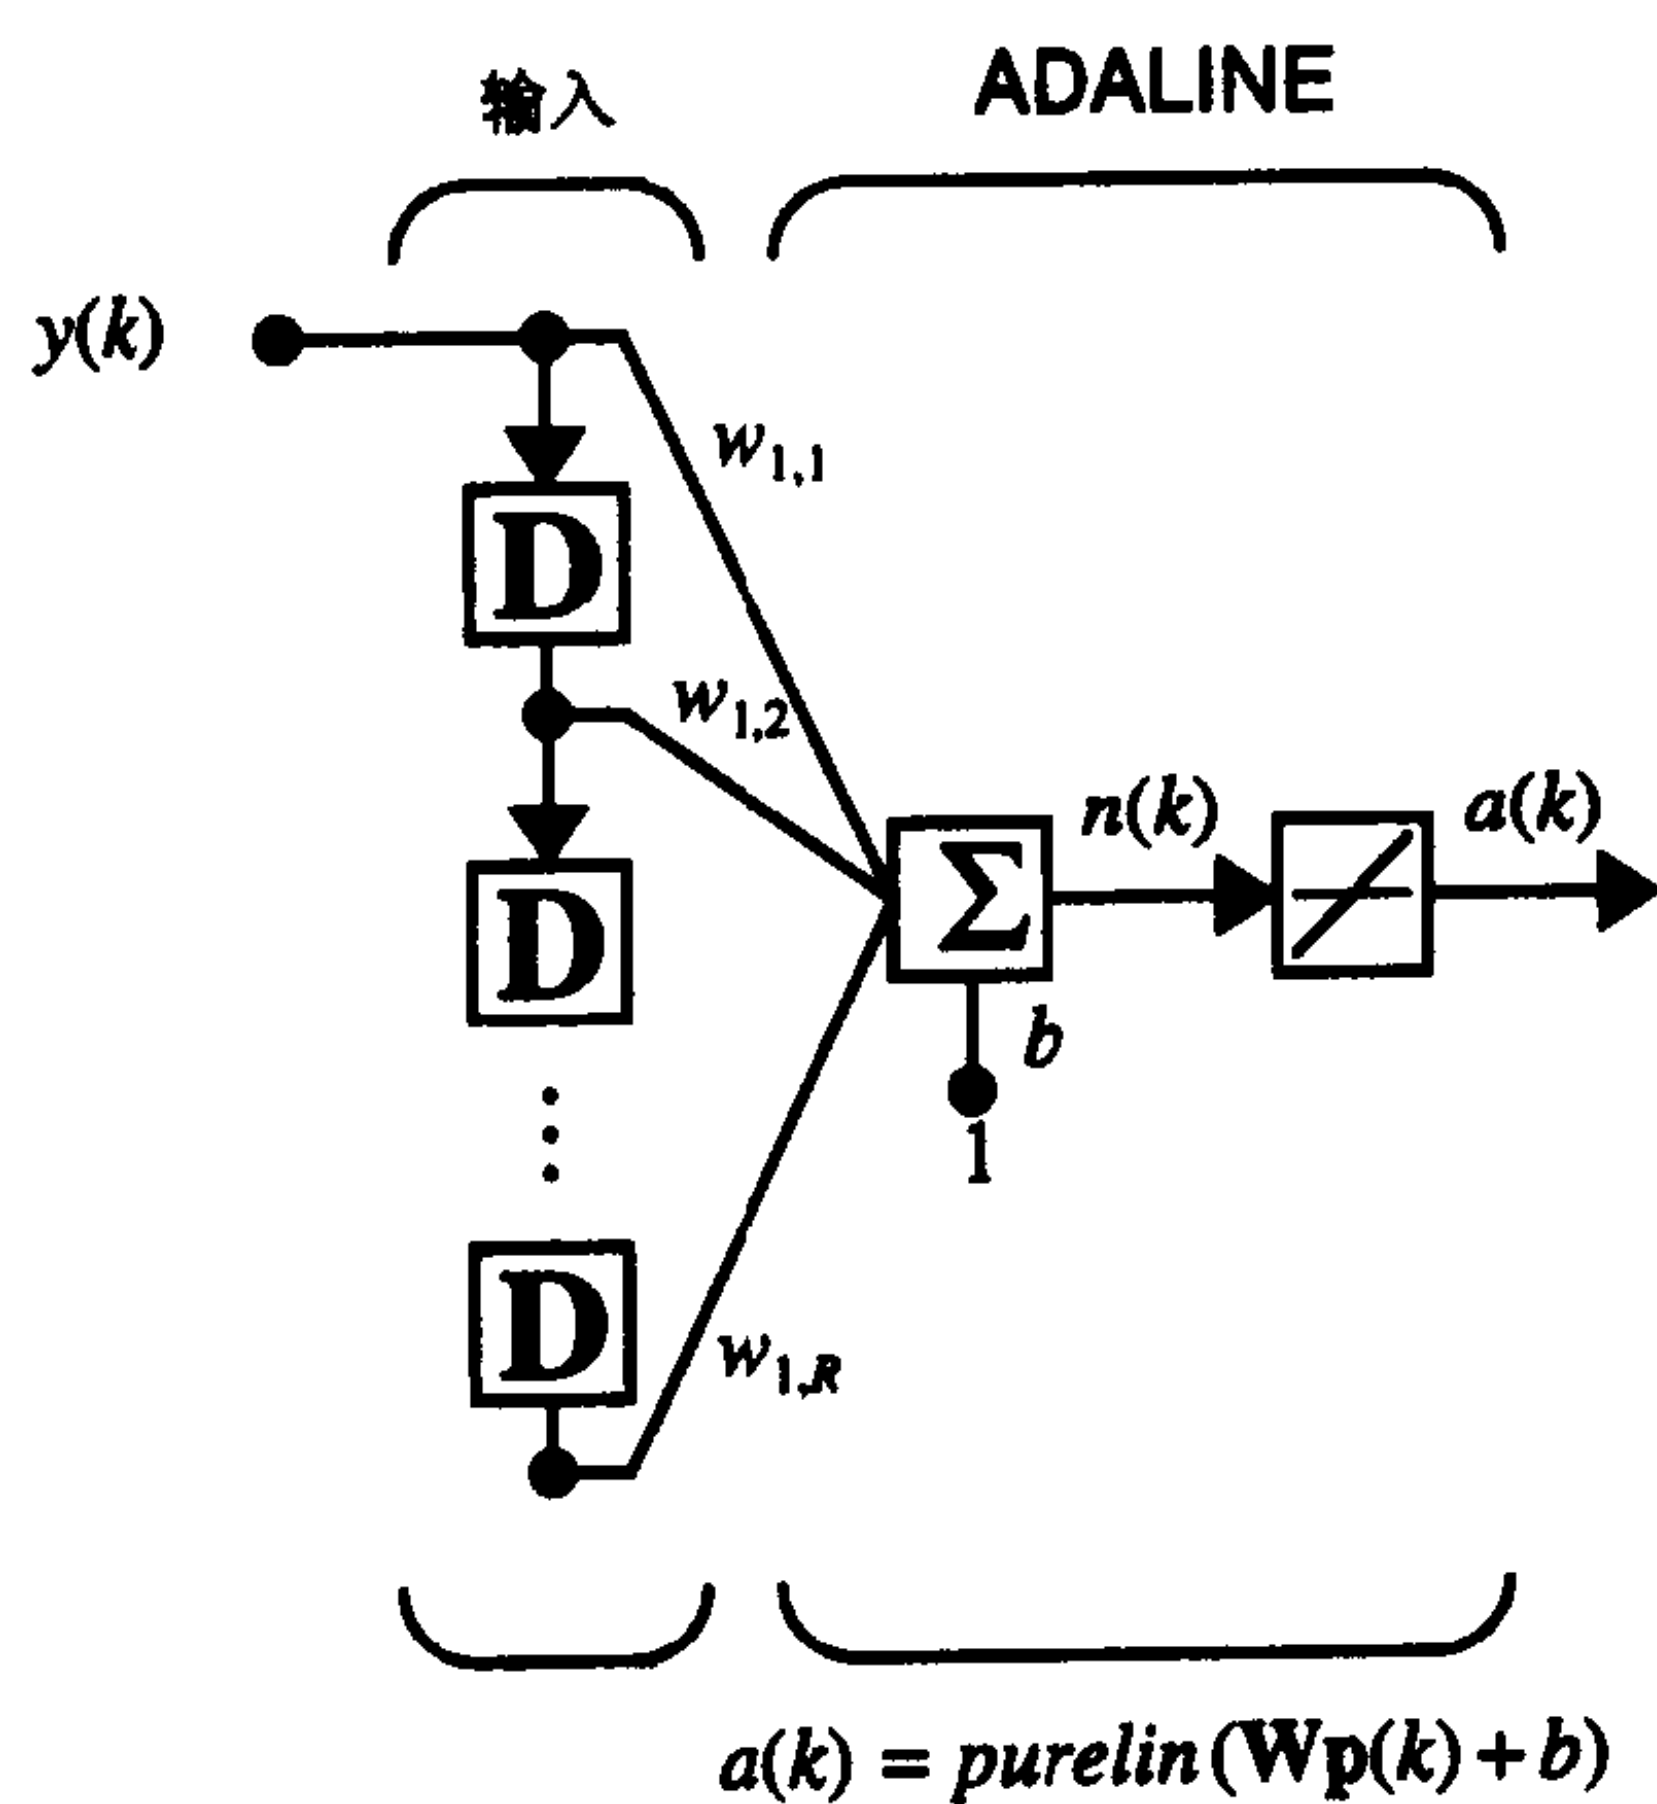 输入
ADALINE
y(k)
w1,1
D
w1,2
D
Σ
n(k)
a(k)
b
1
D
w1,R
a(k) = purelin(Wp(k) + b)